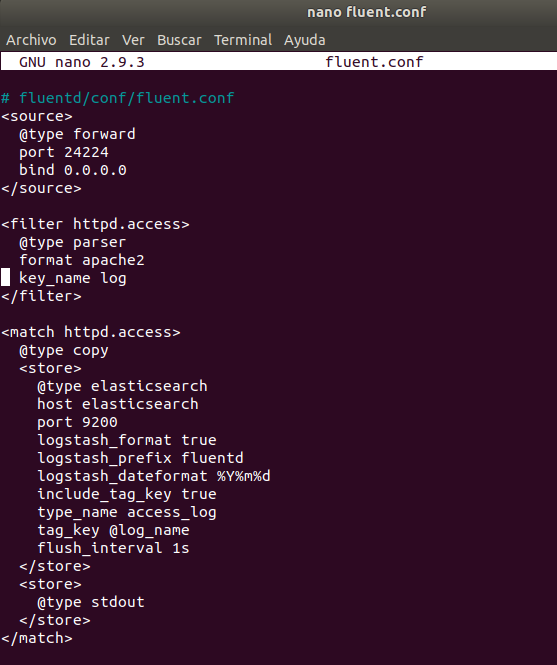 nano fluent.conf
Archivo Editar Ver Buscar Terminal Ayuda
GNU nano 2.9.3 fluent.conf
# fluentd/conf/fluent.conf
<source>
  @type forward
  port 24224
  bind 0.0.0.0
</source>

<filter httpd.access>
  @type parser
  format apache2
  key_name log
</filter>

<match httpd.access>
  @type copy
  <store>
    @type elasticsearch
    host elasticsearch
    port 9200
    logstash_format true
    logstash_prefix fluentd
    logstash_dateformat %Y%m%d
    include_tag_key true
    type_name access_log
    tag_key @log_name
    flush_interval 1s
  </store>
  <store>
    @type stdout
  </store>
</match>